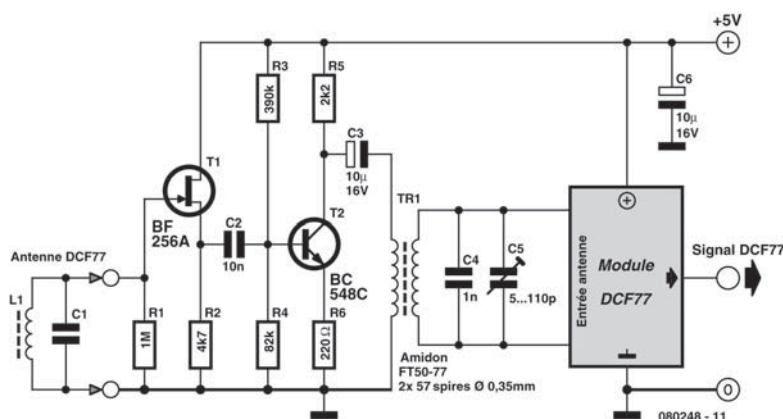 +5V
R3
390k
R5
2k2
C6
10µ
16V
C3
10µ
16V
T1
TR1
BF
256A
C2
10n
T2
BC
548C
Antenne DCF77
L1
C1
R1
1M
R2
4k7
R4
82k
R6
220 Ω
C4
1n
C5
5...110p
Entrée antenne
Module
DCF77
Signal DCF77
Amidon
FT50-77
2x 57 spires Ø 0,35mm
0
080248 - 11